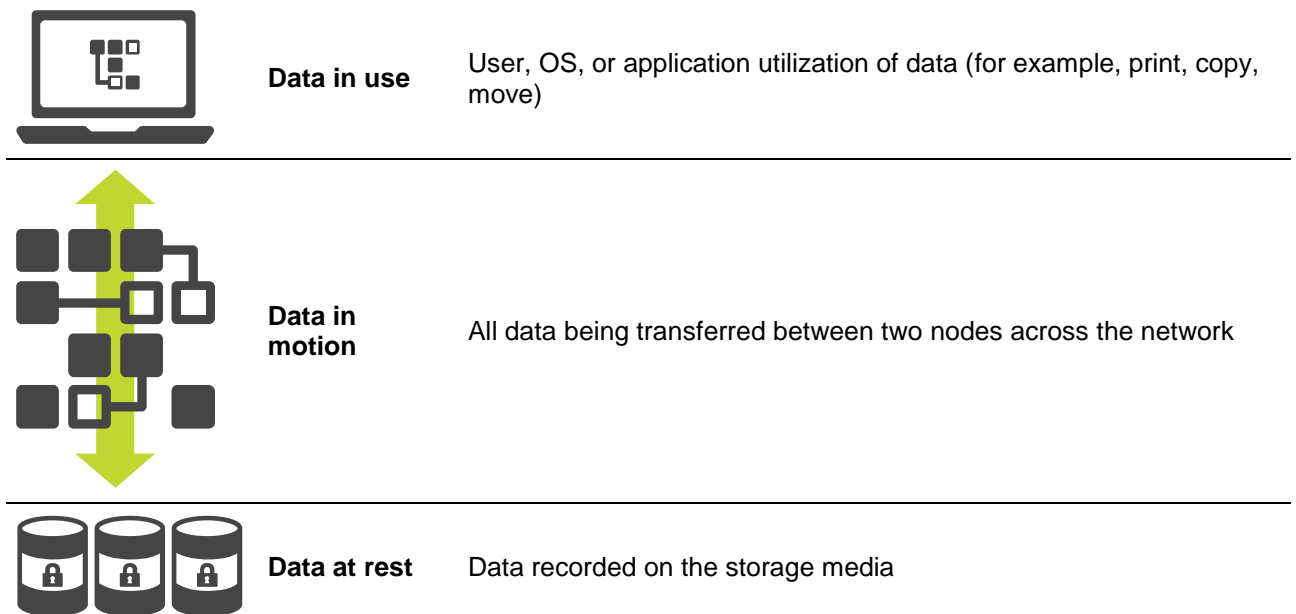 Data in use
User, OS, or application utilization of data (for example, print, copy,
move)
Data in
motion
All data being transferred between two nodes across the network
Data at rest
Data recorded on the storage media